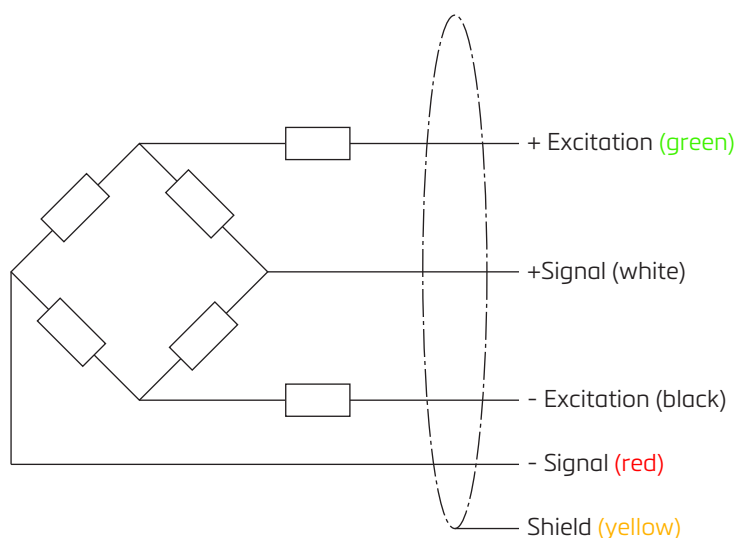 + Excitation (green)
+Signal (white)
- Excitation (black)
- Signal (red)
Shield (yellow)